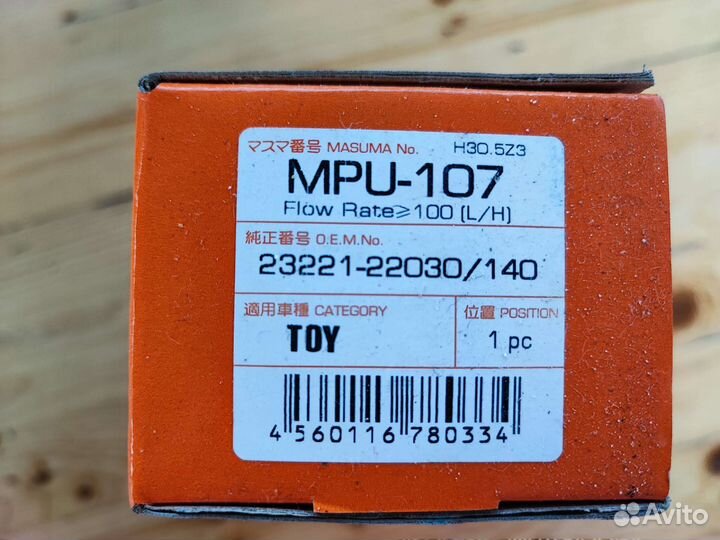 マスマ番号 MASUMA No. H30.5Z3
MPU-107
Flow Rate≥100 (L/H)
純正番号 O.E.M.No.
23221-22030/140
適用車種 CATEGORY 位置 POSITION
TOY 1 pc
4 560116 780334
Avito